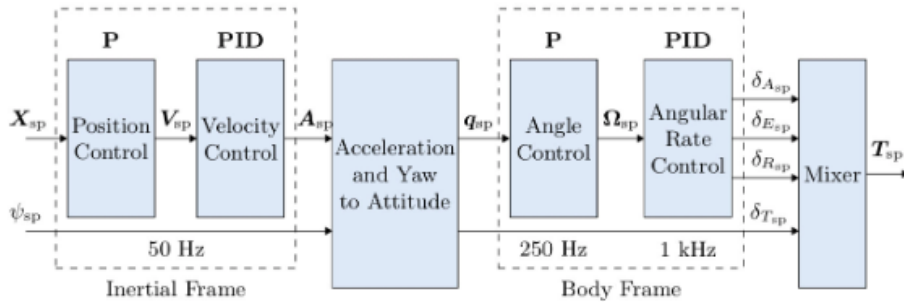 P PID P PID
X_sp Position Control V_sp Velocity Control A_sp Acceleration and Yaw to Attitude q_sp Angle Control Ω_sp Angular Rate Control δ_A_sp δ_E_sp δ_R_sp Mixer T_sp
ψ_sp δ_T_sp
50 Hz 250 Hz 1 kHz
Inertial Frame Body Frame